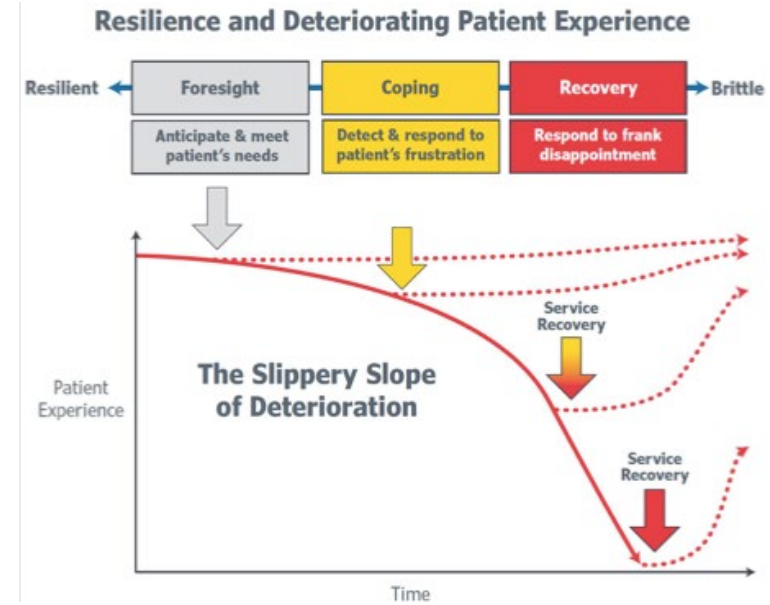 Resilience and Deteriorating Patient Experience
Resilient
Foresight
Coping
Recovery
Brittle
Anticipate & meet
patient's needs
Detect & respond to
patient's frustration
Respond to frank
disappointment
Service
Recovery
The Slippery Slope
of Deterioration
Patient
Experience
Service
Recovery
Time